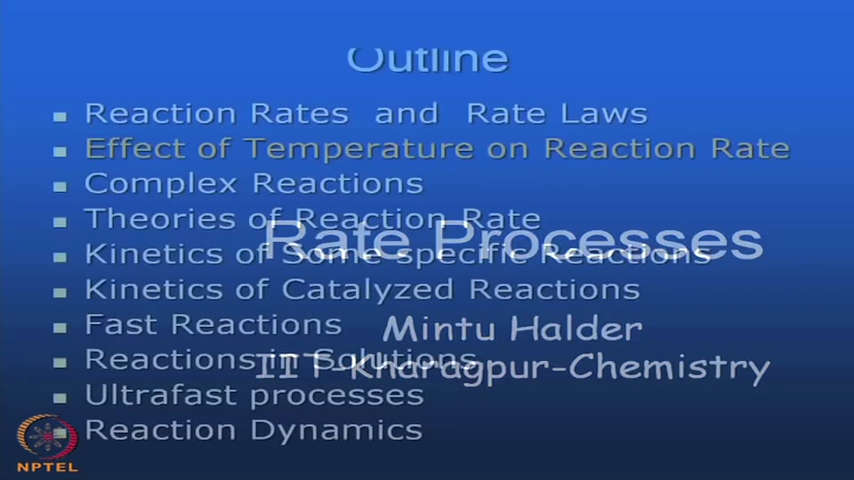 Outline
Reaction Rates and Rate Laws
Effect of Temperature on Reaction Rate
Complex Reactions
Theories of Reaction Rate
Rate Processes
Kinetics of Some specific Reactions
Kinetics of Catalyzed Reactions
Fast Reactions
Mintu Halder
Reactions in Solutions
IIT-Kharagpur-Chemistry
Ultrafast processes
Reaction Dynamics
NPTEL